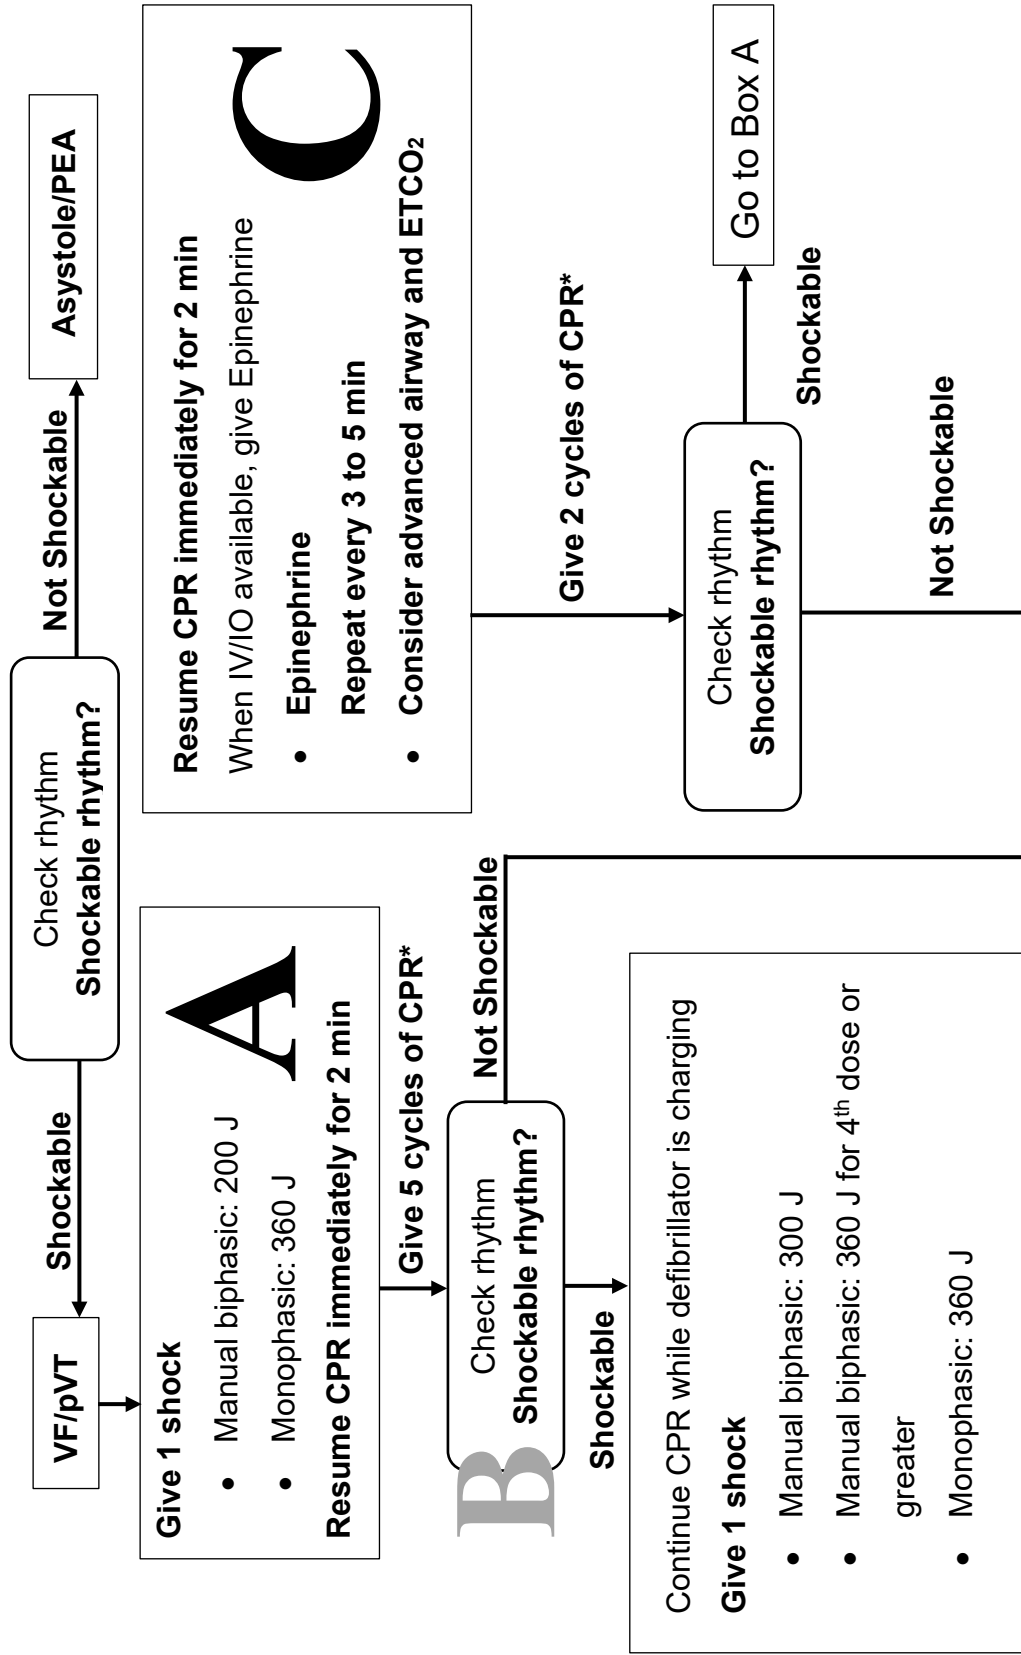 Check rhythm
Shockable rhythm?
Shockable
Not Shockable
VF/pVT
Asystole/PEA
A
Give 1 shock
• Manual biphasic: 200 J
• Monophasic: 360 J
Resume CPR immediately for 2 min
Give 5 cycles of CPR*
B
Check rhythm
Shockable rhythm?
Not Shockable
Shockable
Continue CPR while defibrillator is charging
Give 1 shock
• Manual biphasic: 300 J
• Manual biphasic: 360 J for 4th dose or
greater
• Monophasic: 360 J
C
Resume CPR immediately for 2 min
When IV/IO available, give Epinephrine
• Epinephrine
Repeat every 3 to 5 min
• Consider advanced airway and ETCO₂
Give 2 cycles of CPR*
Check rhythm
Shockable rhythm?
Shockable
Go to Box A
Not Shockable